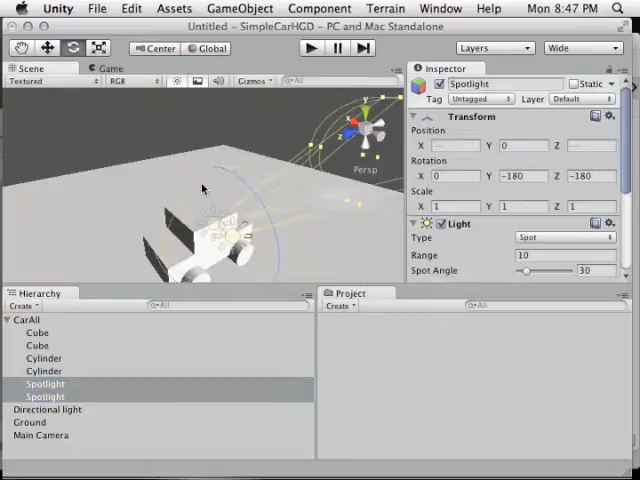 Unity File Edit Assets GameObject Component Terrain Window Help Mon 8:47 PM
Untitled - SimpleCarHGD - PC and Mac Standalone
Center Global Layers Wide
Scene Game Inspector
Textured RGB Gizmos All
Spotlight Static
Tag Untagged Layer Default
Transform
Position
X — Y 0 Z —
Rotation
X 0 Y -180 Z -180
Scale
X 1 Y 1 Z 1
Light
Type Spot
Range 10
Spot Angle 30
y
x
z
Persp
Hierarchy Project
Create All Create All
CarAll
Cube
Cube
Cylinder
Cylinder
Spotlight
Spotlight
Directional light
Ground
Main Camera